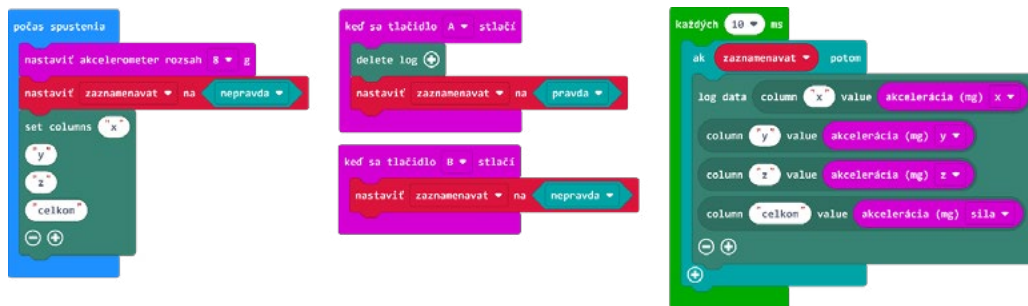 počas spustenia
nastaviť akcelerometer rozsah 8 g
nastaviť zaznamenavat na nepravda
set columns "x"
"y"
"z"
"celkom"
keď sa tlačidlo A stlačí
delete log
nastaviť zaznamenavat na pravda
keď sa tlačidlo B stlačí
nastaviť zaznamenavat na nepravda
každých 10 ms
ak zaznamenavat potom
log data column "x" value akcelerácia (mg) x
column "y" value akcelerácia (mg) y
column "z" value akcelerácia (mg) z
column "celkom" value akcelerácia (mg) sila